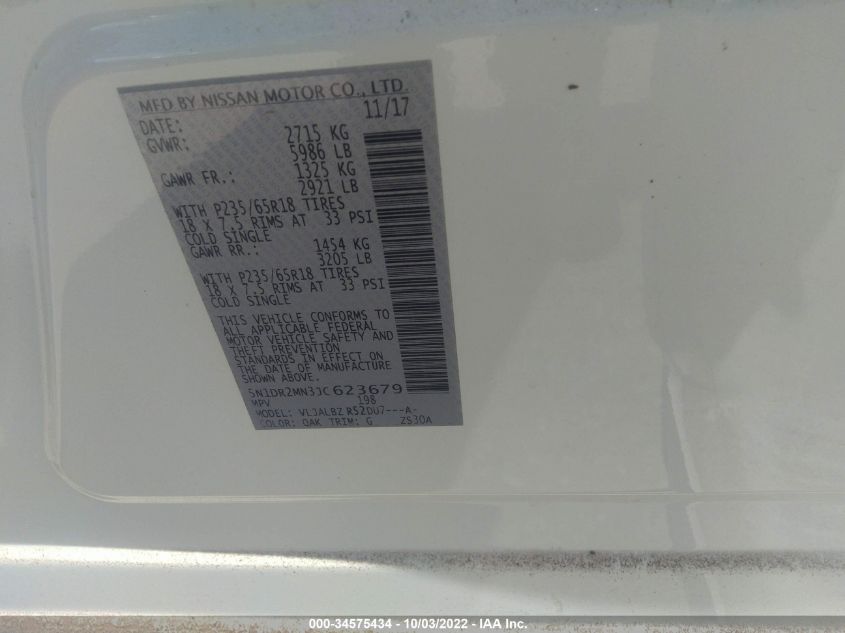 MFD BY NISSAN MOTOR CO., LTD.
DATE: 11/17
GVWR: 2715 KG
5986 LB
GAWR FR.: 1325 KG
2921 LB
WITH P235/65R18 TIRES
18 X 7.5 RIMS AT 33 PSI
COLD SINGLE
GAWR RR.: 1454 KG
3205 LB
WITH P235/65R18 TIRES
18 X 7.5 RIMS AT 33 PSI
COLD SINGLE
THIS VEHICLE CONFORMS TO
ALL APPLICABLE FEDERAL
MOTOR VEHICLE SAFETY AND
THEFT PREVENTION
STANDARDS IN EFFECT ON
THE DATE OF MANUFACTURE
SHOWN ABOVE.
5N1DR2MN3JC623679
MPV 198
MODEL: R52DU7---A-
COLOR: QAK TRIM: G ZS30A
000-34575434 - 10/03/2022 - IAA Inc.